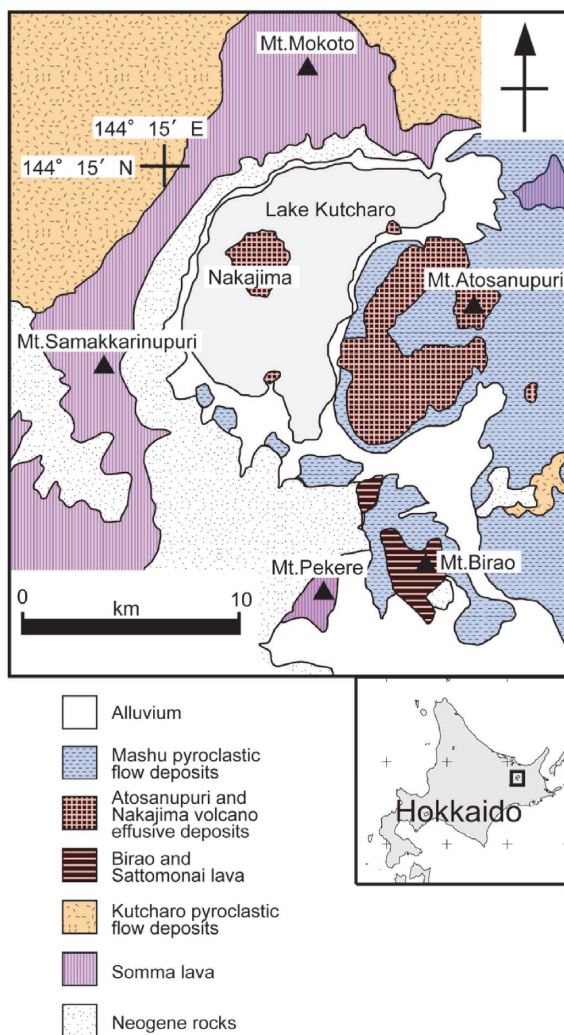 Mt.Mokoto
144° 15′ E
144° 15′ N
Lake Kutcharo
Nakajima
Mt.Atosanupuri
Mt.Samakkarinupuri
Mt.Pekere
Mt.Birao
0
10
km
Alluvium
Mashu pyroclastic
flow deposits
Atosanupuri and
Nakajima volcano
effusive deposits
Birao and
Sattomonai lava
Kutcharo pyroclastic
flow deposits
Somma lava
Neogene rocks
Hokkaido